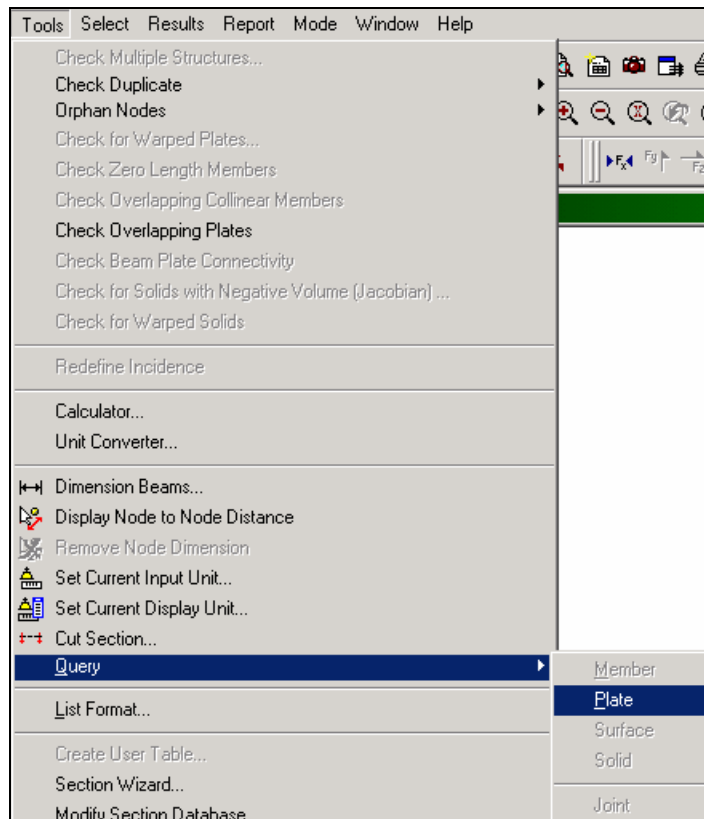 Tools Select Results Report Mode Window Help
Check Multiple Structures...
Check Duplicate
Orphan Nodes
Check for Warped Plates...
Check Zero Length Members
Check Overlapping Collinear Members
Check Overlapping Plates
Check Beam Plate Connectivity
Check for Solids with Negative Volume (Jacobian) ...
Check for Warped Solids
Redefine Incidence
Calculator...
Unit Converter...
Dimension Beams...
Display Node to Node Distance
Remove Node Dimension
Set Current Input Unit...
Set Current Display Unit...
Cut Section...
Query
Member
Plate
Surface
Solid
Joint
List Format...
Create User Table...
Section Wizard...
Modify Section Database
Fx Fy Fz